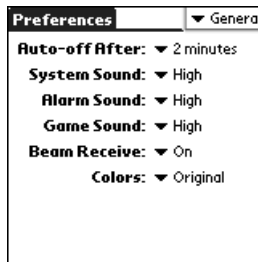 Preferences
Genera
Auto-off After: 2 minutes
System Sound: High
Alarm Sound: High
Game Sound: High
Beam Receive: On
Colors: Original